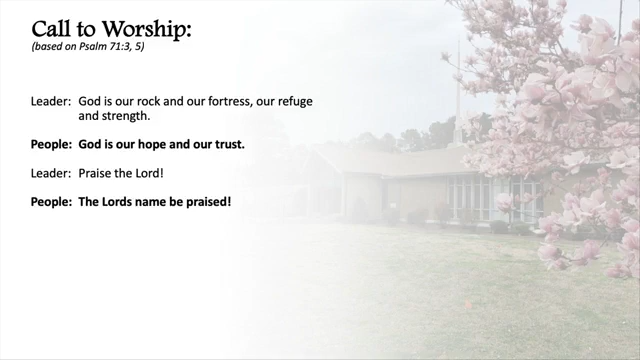 Call to Worship:
(based on Psalm 71:3, 5)
Leader: God is our rock and our fortress, our refuge
and strength.
People: God is our hope and our trust.
Leader: Praise the Lord!
People: The Lords name be praised!